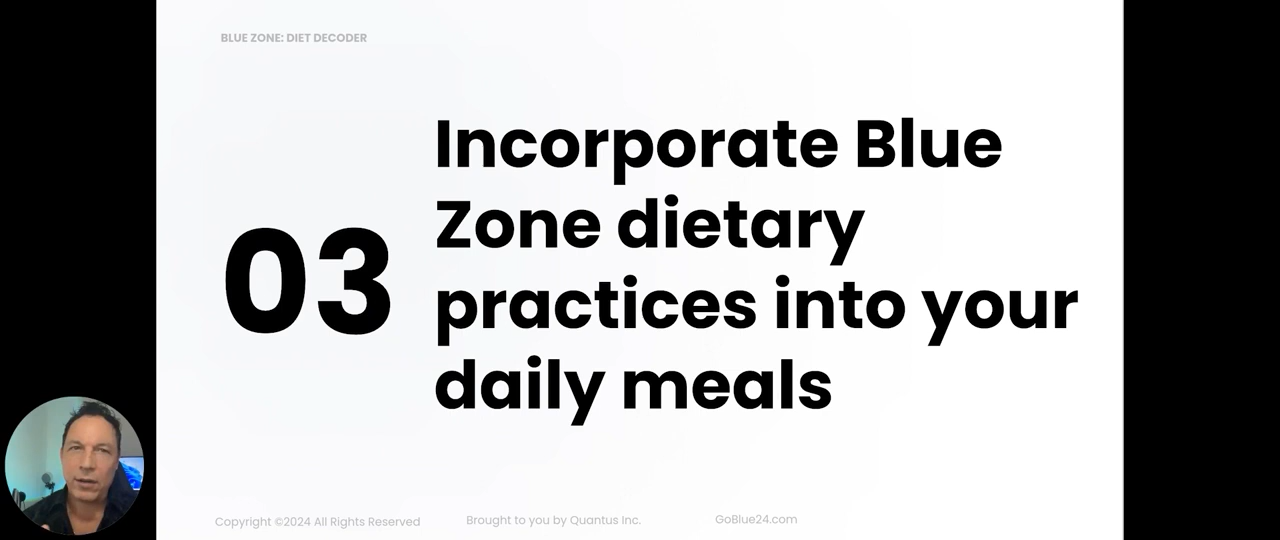 BLUE ZONE: DIET DECODER
03
Incorporate Blue
Zone dietary
practices into your
daily meals
Copyright ©2024 All Rights Reserved
Brought to you by Quantus Inc.
GoBlue24.com